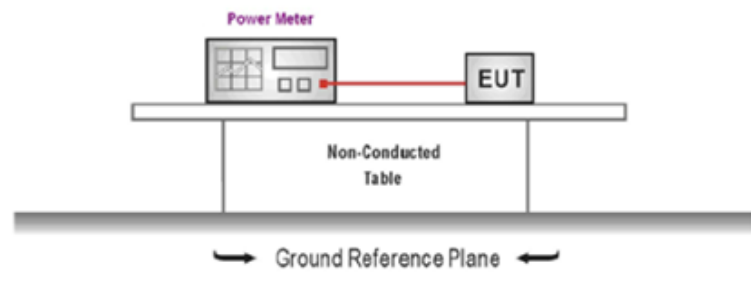 Power Meter
EUT
Non-Conducted
Table
Ground Reference Plane